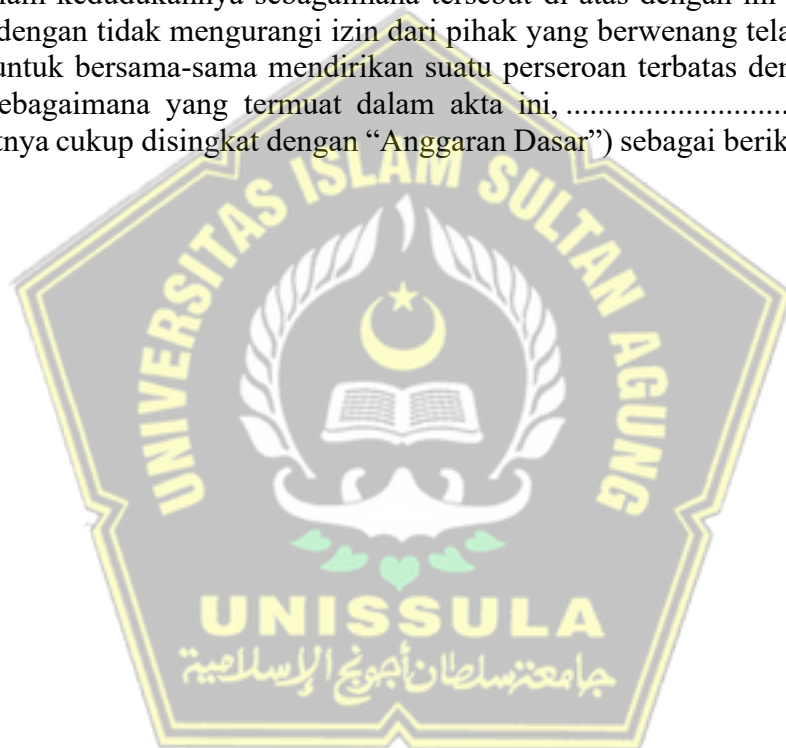 dengan tidak mengurangi izin dari pihak yang berwenang tela
untuk bersama-sama mendirikan suatu perseroan terbatas der
ebagaimana yang termuat dalam akta ini, ............................
tnya cukup disingkat dengan “Anggaran Dasar”) sebagai berik
UNIVERSITAS ISLAM SULTAN AGUNG
UNISSULA
جامعة سلطان أجونج الإسلامية